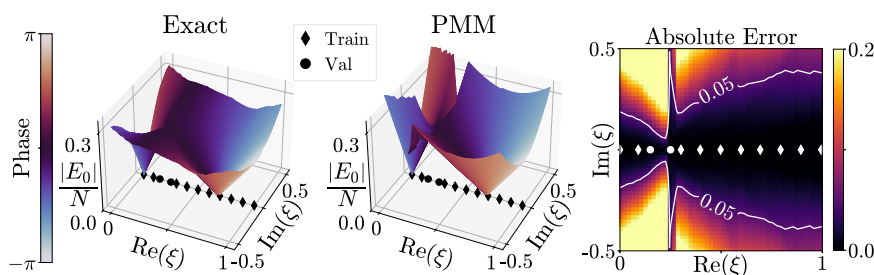 Exact
PMM
Absolute Error
Train
Val
π
Phase
−π
0.3
|E₀|
N
0.0
0
Re(ξ)
1
-0.5
Im(ξ)
0.5
0.3
|E₀|
N
0.0
0
Re(ξ)
1
-0.5
Im(ξ)
0.5
0.5
Im(ξ)
-0.5
0
Re(ξ)
1
0.05
0.05
0.2
0.0